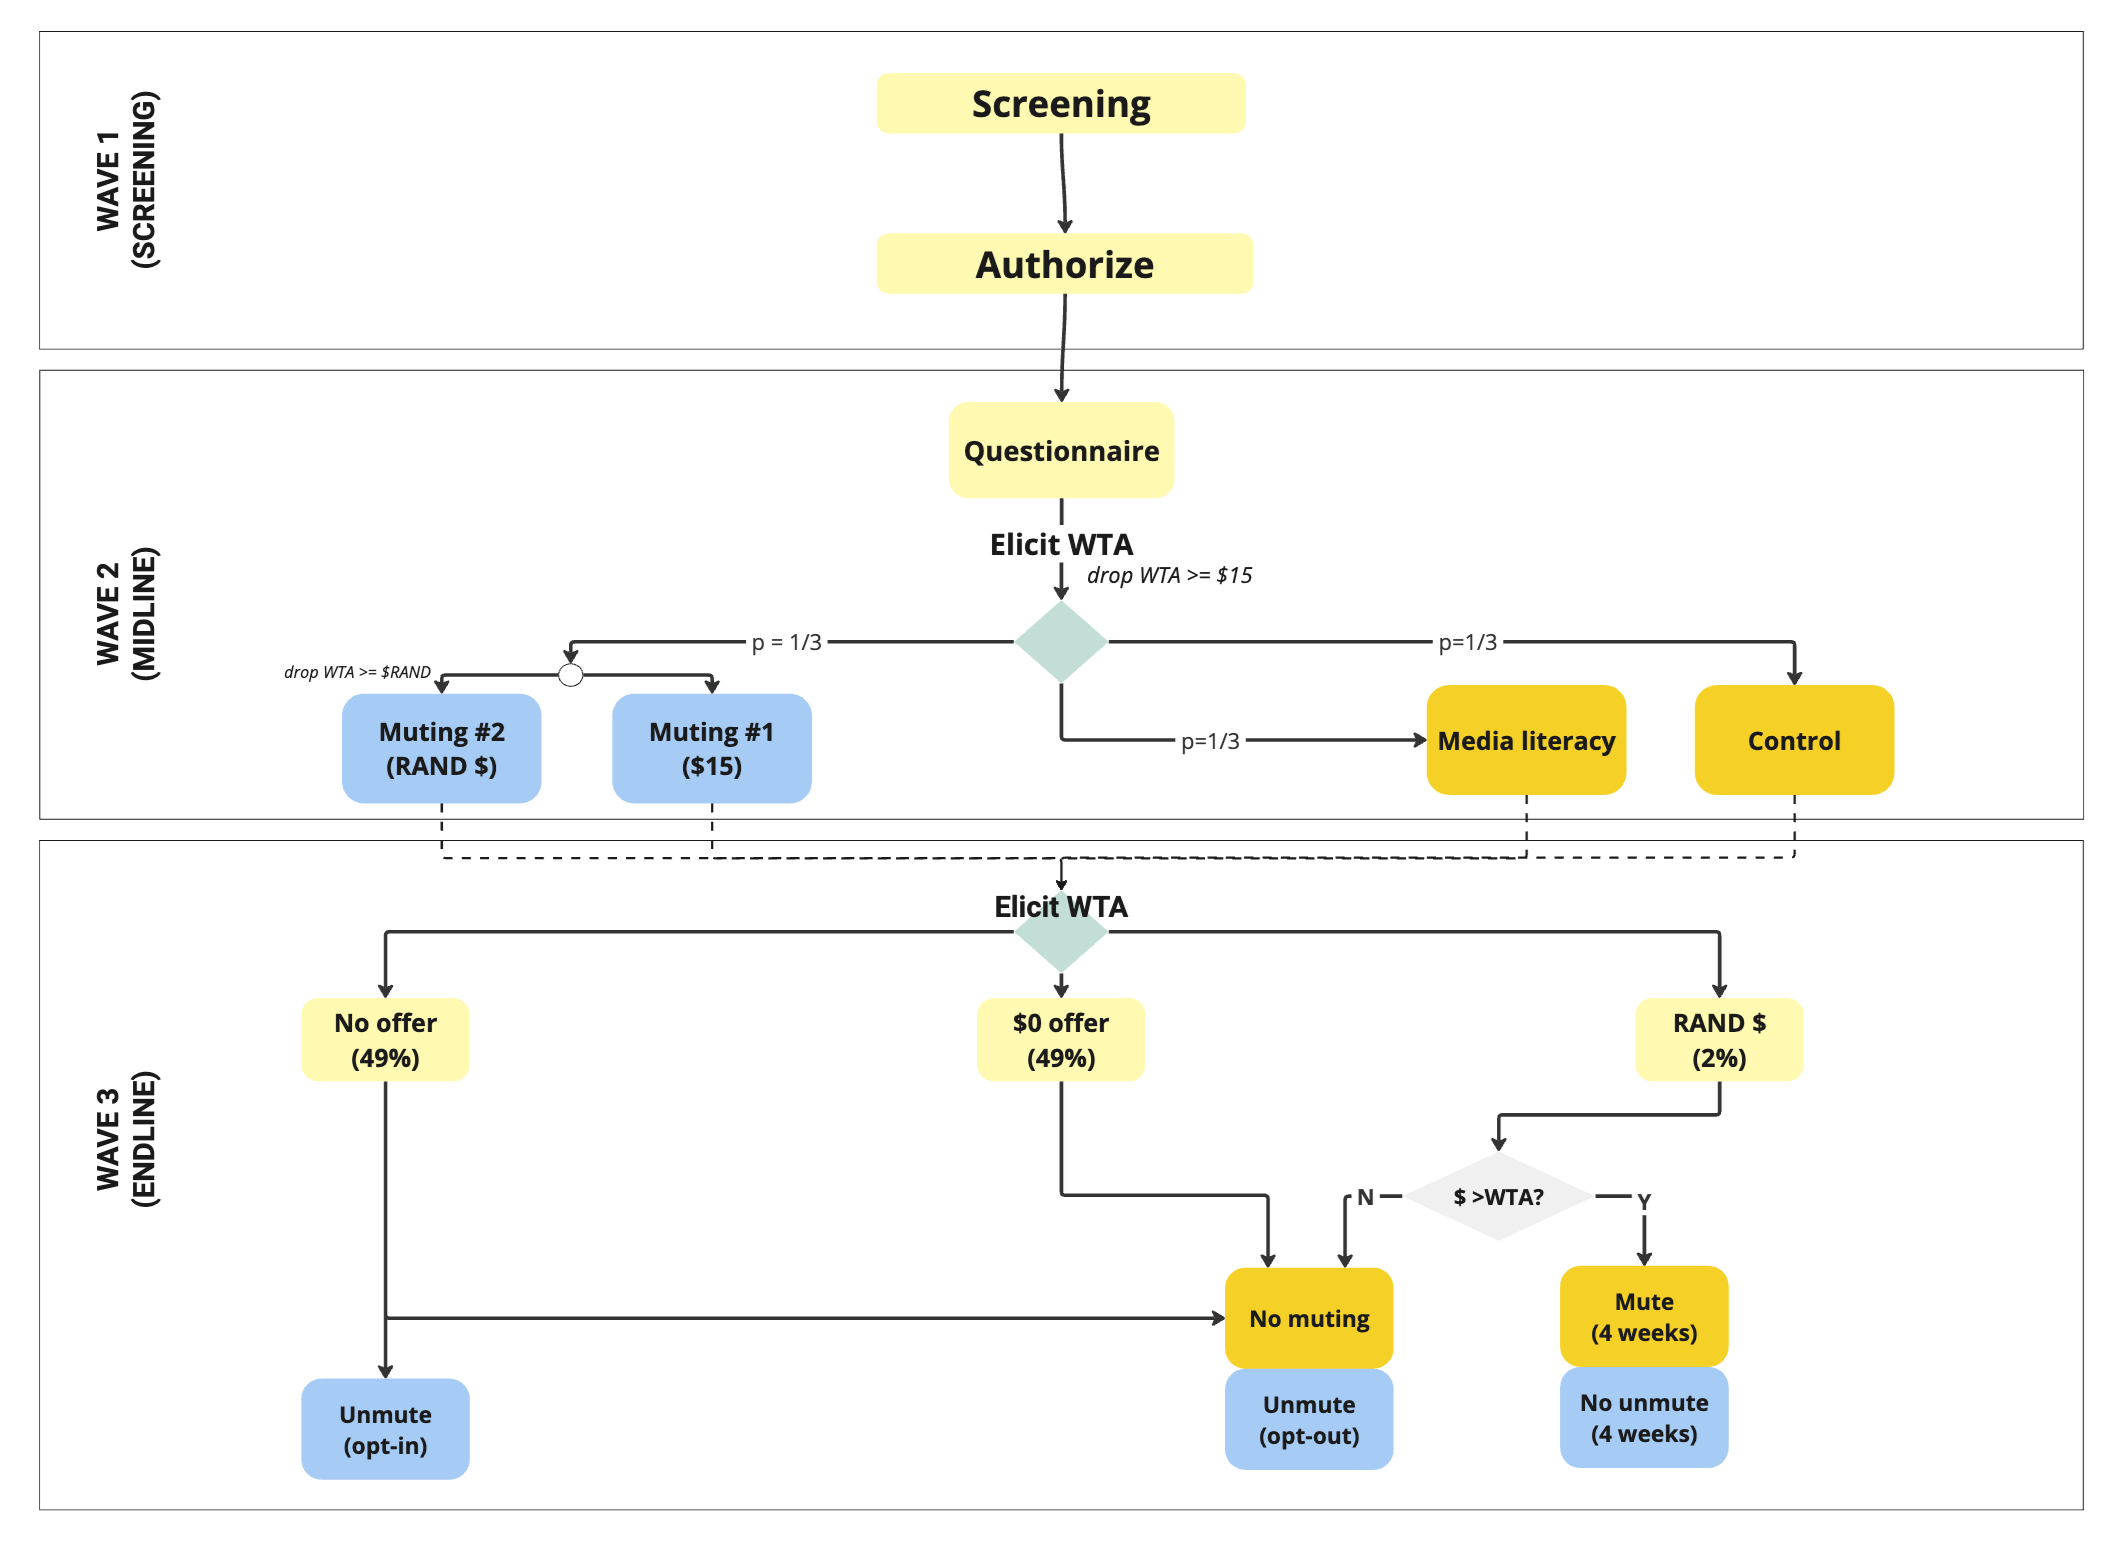 WAVE 1
(SCREENING)
Screening
Authorize
WAVE 2
(MIDLINE)
Questionnaire
Elicit WTA
drop WTA >= $15
p = 1/3
p=1/3
drop WTA >= $RAND
Muting #2
(RAND $)
Muting #1
($15)
p=1/3
Media literacy
Control
WAVE 3
(ENDLINE)
Elicit WTA
No offer
(49%)
$0 offer
(49%)
RAND $
(2%)
N
$ >WTA?
Y
No muting
Mute
(4 weeks)
Unmute
(opt-in)
Unmute
(opt-out)
No unmute
(4 weeks)